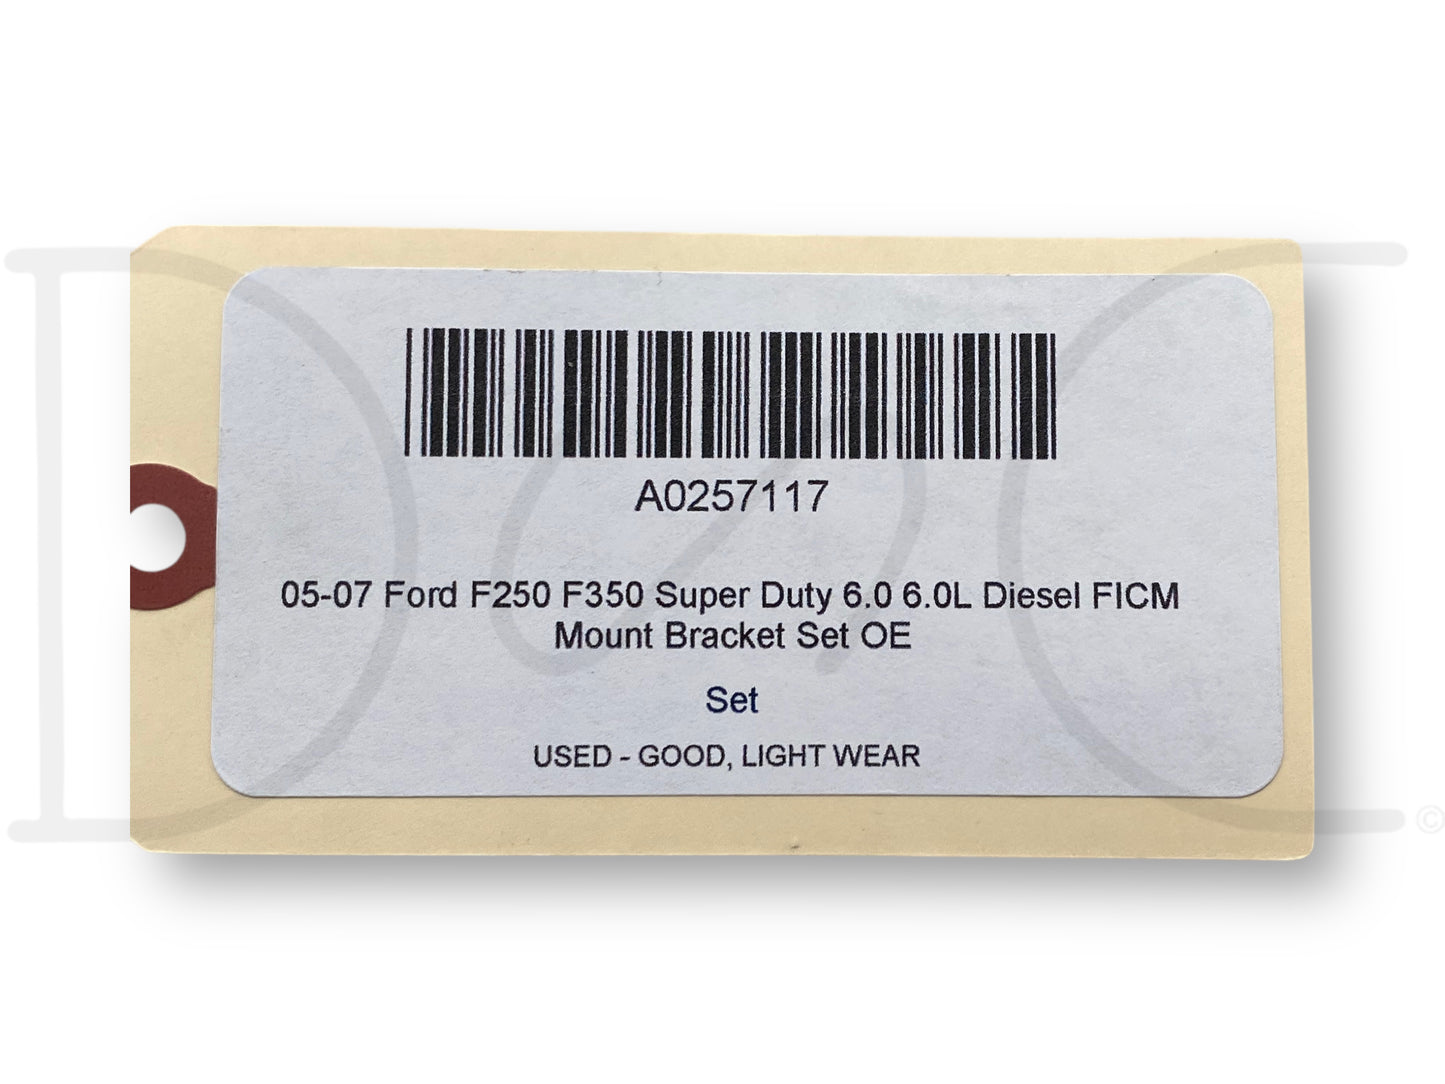 A0257117
05-07 Ford F250 F350 Super Duty 6.0 6.0L Diesel FICM
Mount Bracket Set OE
Set
USED - GOOD, LIGHT WEAR
©